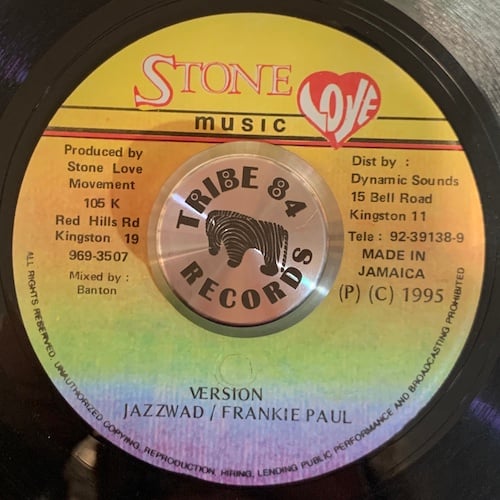 STONE LOVE
music
Produced by
Stone Love
Movement
105 K
Red Hills Rd
Kingston 19
969-3507
Mixed by :
Banton
TRIBE 84
RECORDS
Dist by :
Dynamic Sounds
15 Bell Road
Kingston 11
Tele : 92-39138-9
MADE IN
JAMAICA
(P) (C) 1995
VERSION
JAZZWAD / FRANKIE PAUL
ALL RIGHTS RESERVED. UNAUTHORIZED COPYING, REPRODUCTION, HIRING, LENDING PUBLIC PERFORMANCE AND BROADCASTING PROHIBITED